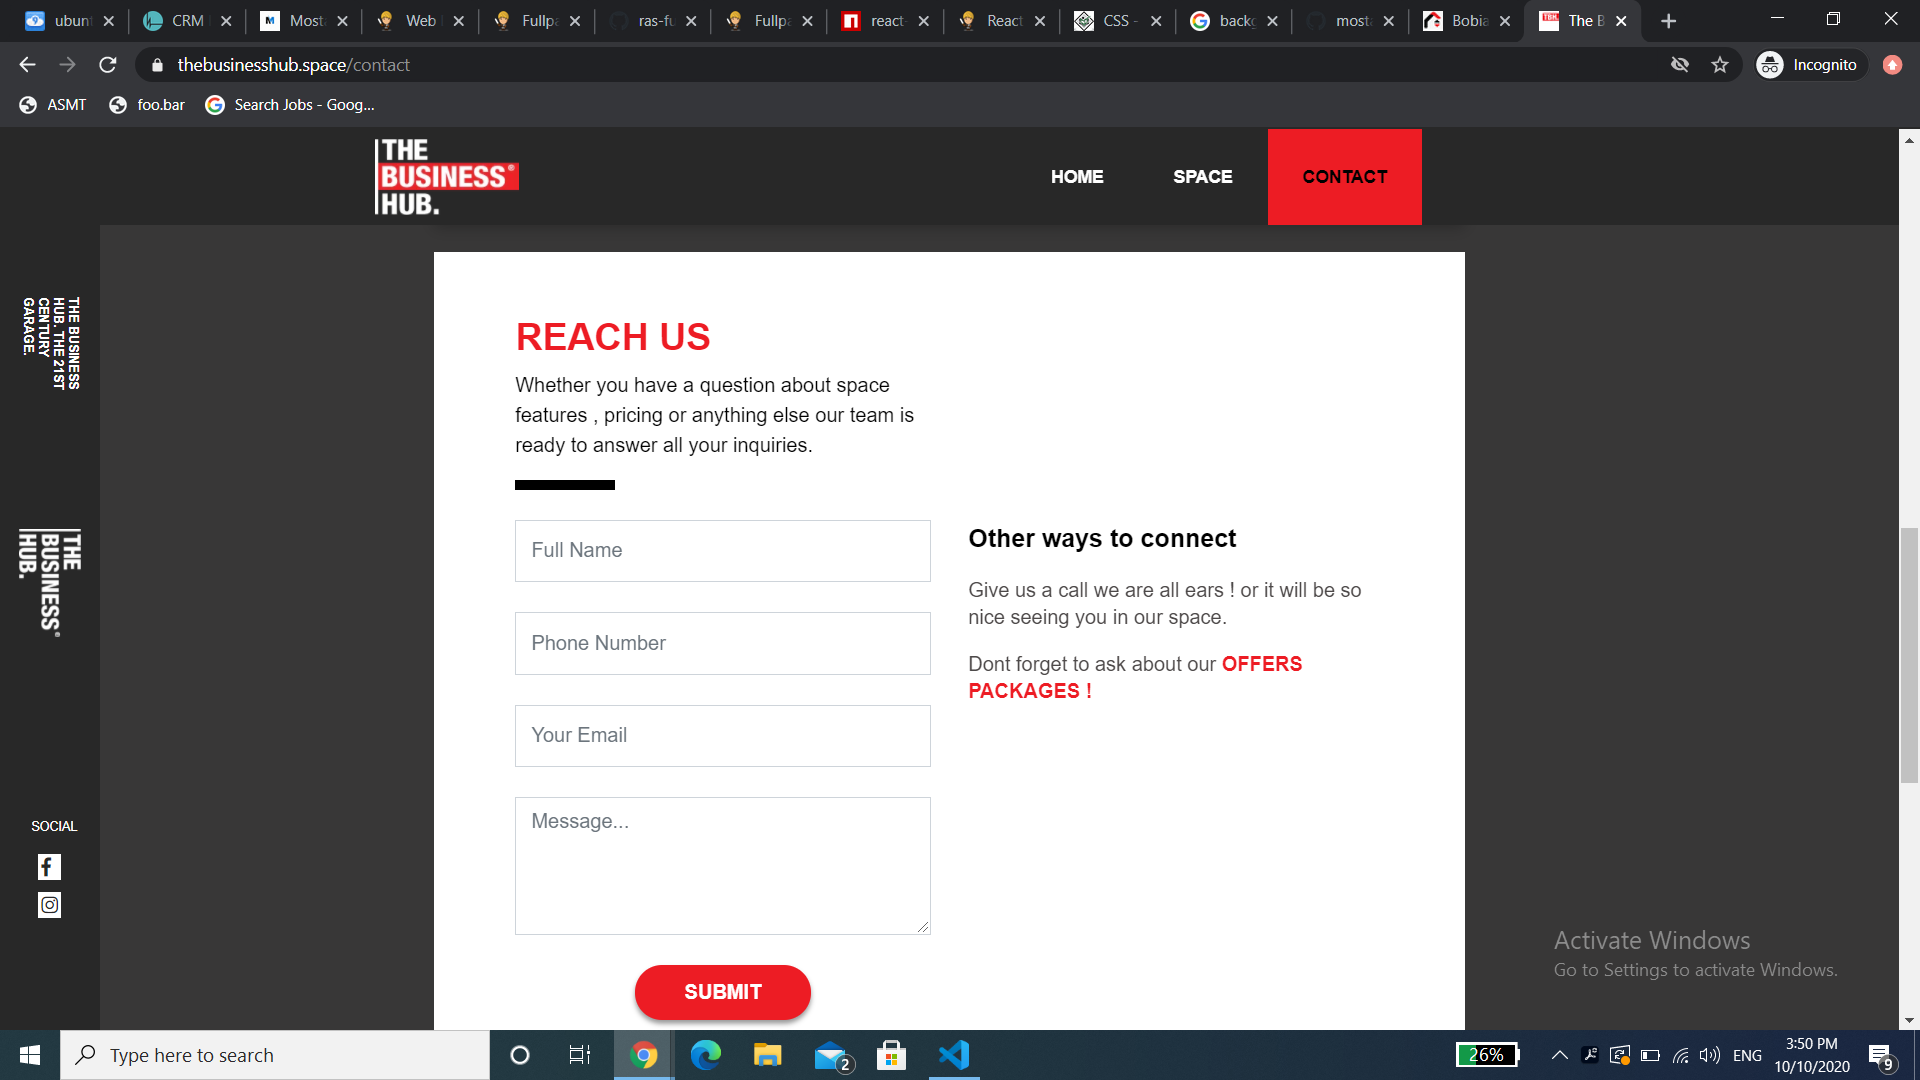 ubunt
CRM
Mosta
Web
Fullpa
ras-fu
Fullpa
react-
React
CSS -
backg
mosta
Bobia
The B
thebusinesshub.space/contact
Incognito
ASMT
foo.bar
Search Jobs - Goog...
THE
BUSINESS®
HUB.
HOME
SPACE
CONTACT
THE BUSINESS
HUB. THE 21ST
CENTURY
GARAGE.
THE
BUSINESS®
HUB.
SOCIAL
REACH US
Whether you have a question about space
features , pricing or anything else our team is
ready to answer all your inquiries.
Full Name
Phone Number
Your Email
Message...
SUBMIT
Other ways to connect
Give us a call we are all ears ! or it will be so
nice seeing you in our space.
Dont forget to ask about our OFFERS
PACKAGES !
Activate Windows
Go to Settings to activate Windows.
Type here to search
2
26%
ENG
3:50 PM
10/10/2020
9